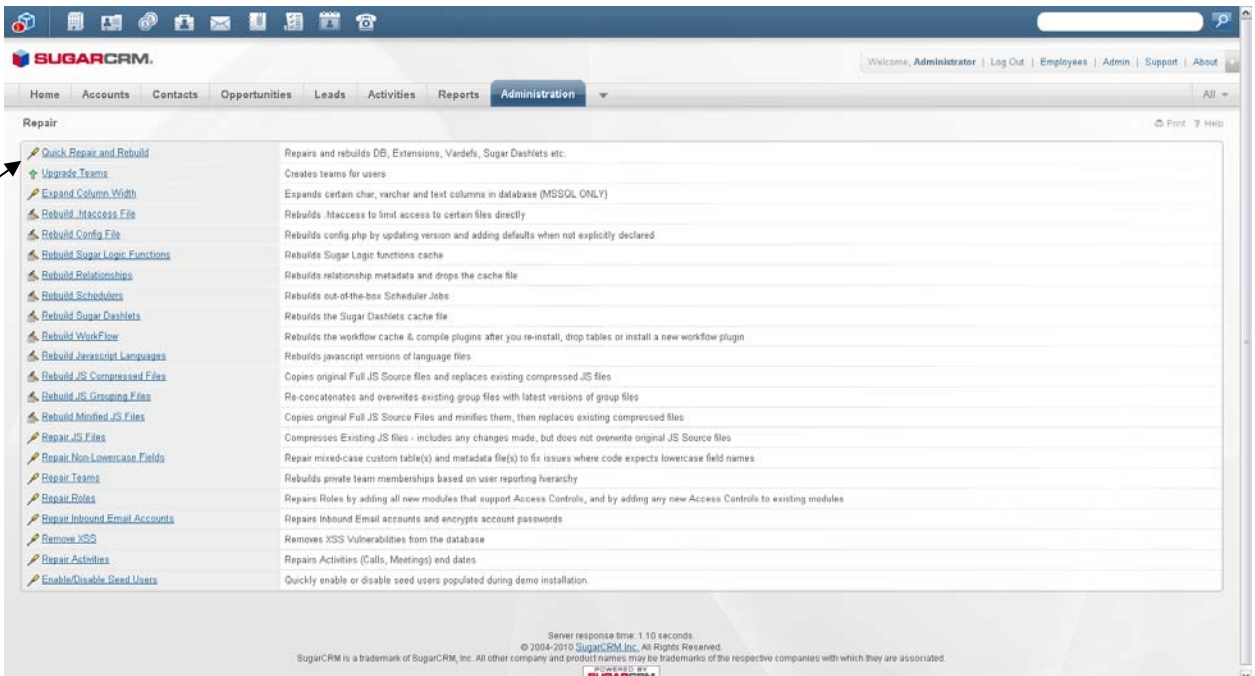 SUGARCRM.
Welcome, Administrator | Log Out | Employees | Admin | Support | About
Home Accounts Contacts Opportunities Leads Activities Reports Administration All
Repair Print ? Help
Quick Repair and Rebuild Repairs and rebuilds DB, Extensions, Vardefs, Sugar Dashlets etc.
Upgrade Teams Creates teams for users
Expand Column Width Expands certain char, varchar and text columns in database (MSSQL ONLY)
Rebuild .htaccess File Rebuilds .htaccess to limit access to certain files directly
Rebuild Config File Rebuilds config.php by updating version and adding defaults when not explicitly declared
Rebuild Sugar Logic Functions Rebuilds Sugar Logic functions cache
Rebuild Relationships Rebuilds relationship metadata and drops the cache file
Rebuild Schedulers Rebuilds out-of-the-box Scheduler Jobs
Rebuild Sugar Dashlets Rebuilds the Sugar Dashlets cache file
Rebuild WorkFlow Rebuilds the workflow cache & compile plugins after you re-install, drop tables or install a new workflow plugin
Rebuild Javascript Languages Rebuilds javascript versions of language files
Rebuild JS Compressed Files Copies original Full JS Source files and replaces existing compressed JS files
Rebuild JS Grouping Files Re-concatenates and overwrites existing group files with latest versions of group files
Rebuild Minified JS Files Copies original Full JS Source Files and minifies them, then replaces existing compressed files
Repair JS Files Compresses Existing JS files - includes any changes made, but does not overwrite original JS Source files
Repair Non-Lowercase Fields Repair mixed-case custom table(s) and metadata file(s) to fix issues where code expects lowercase field names
Repair Teams Rebuilds private team memberships based on user reporting hierarchy
Repair Roles Repairs Roles by adding all new modules that support Access Controls, and by adding any new Access Controls to existing modules
Repair Inbound Email Accounts Repairs Inbound Email accounts and encrypts account passwords
Remove XSS Removes XSS Vulnerabilities from the database
Repair Activities Repairs Activities (Calls, Meetings) end dates
Enable/Disable Seed Users Quickly enable or disable seed users populated during demo installation.
Server response time: 1.10 seconds.
© 2004-2010 SugarCRM Inc. All Rights Reserved.
SugarCRM is a trademark of SugarCRM, Inc. All other company and product names may be trademarks of the respective companies with which they are associated.
POWERED BY
SUGARCRM